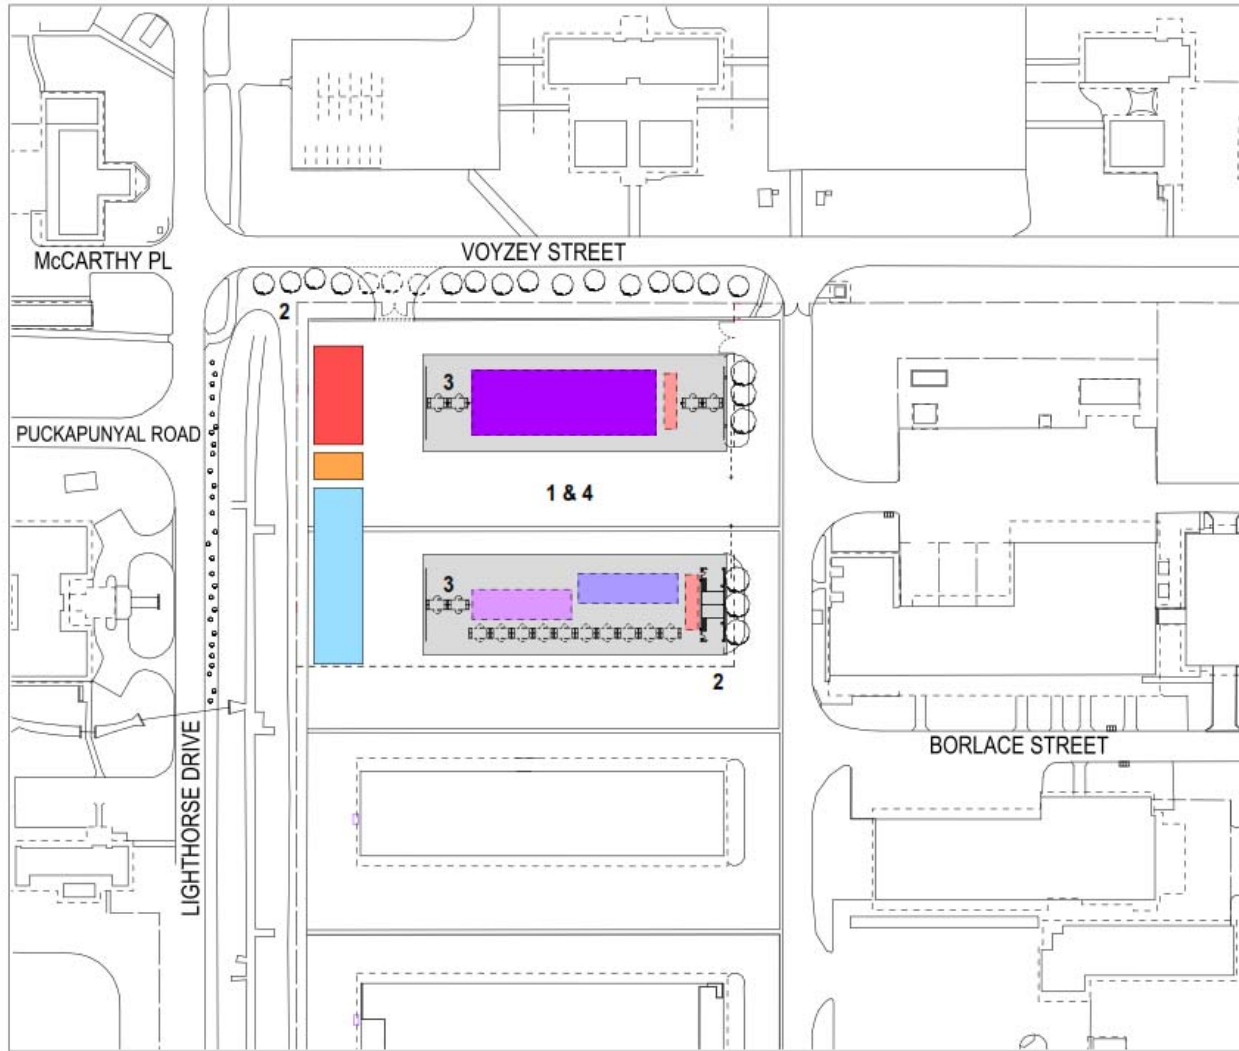 VOYZEY STREET
McCARTHY PL
2
3
PUCKAPUNYAL ROAD
1 & 4
3
2
BORLACE STREET
LIGHTHORSE DRIVE